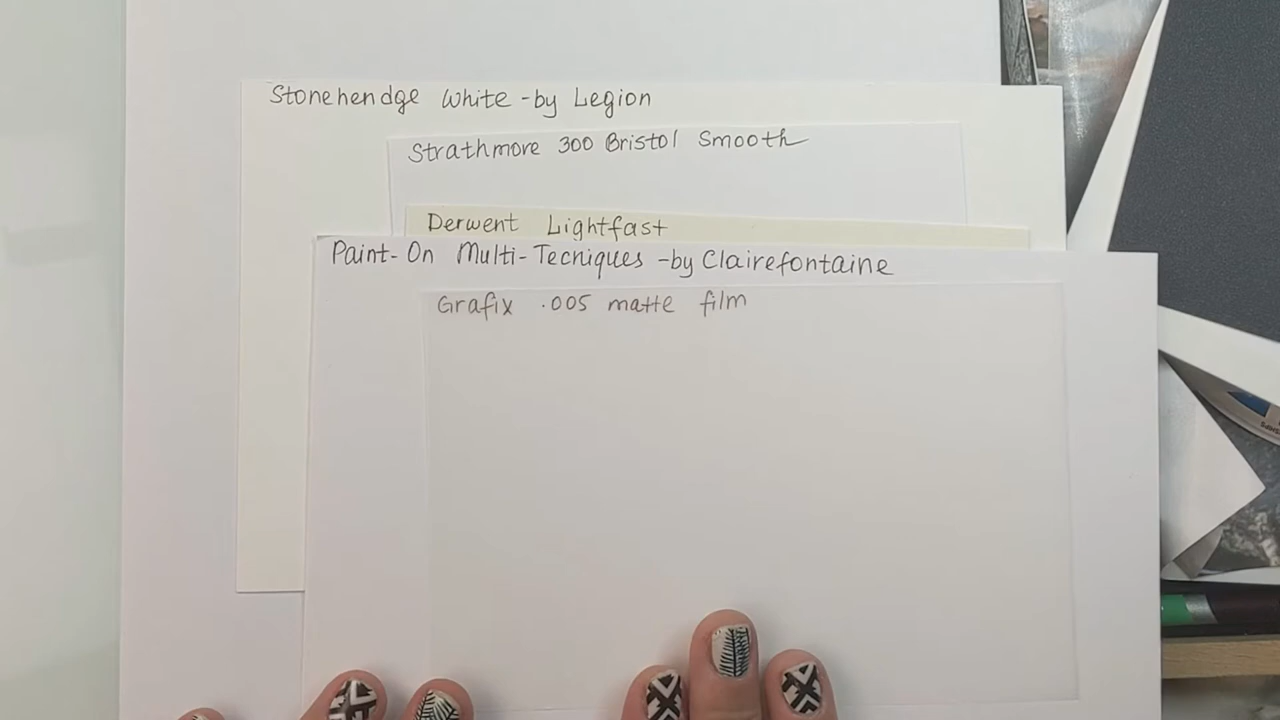 Stonehendge White -by Legion
Strathmore 300 Bristol Smooth
Derwent Lightfast
Paint-On Multi-Tecniques -by Clairefontaine
Grafix .005 matte film